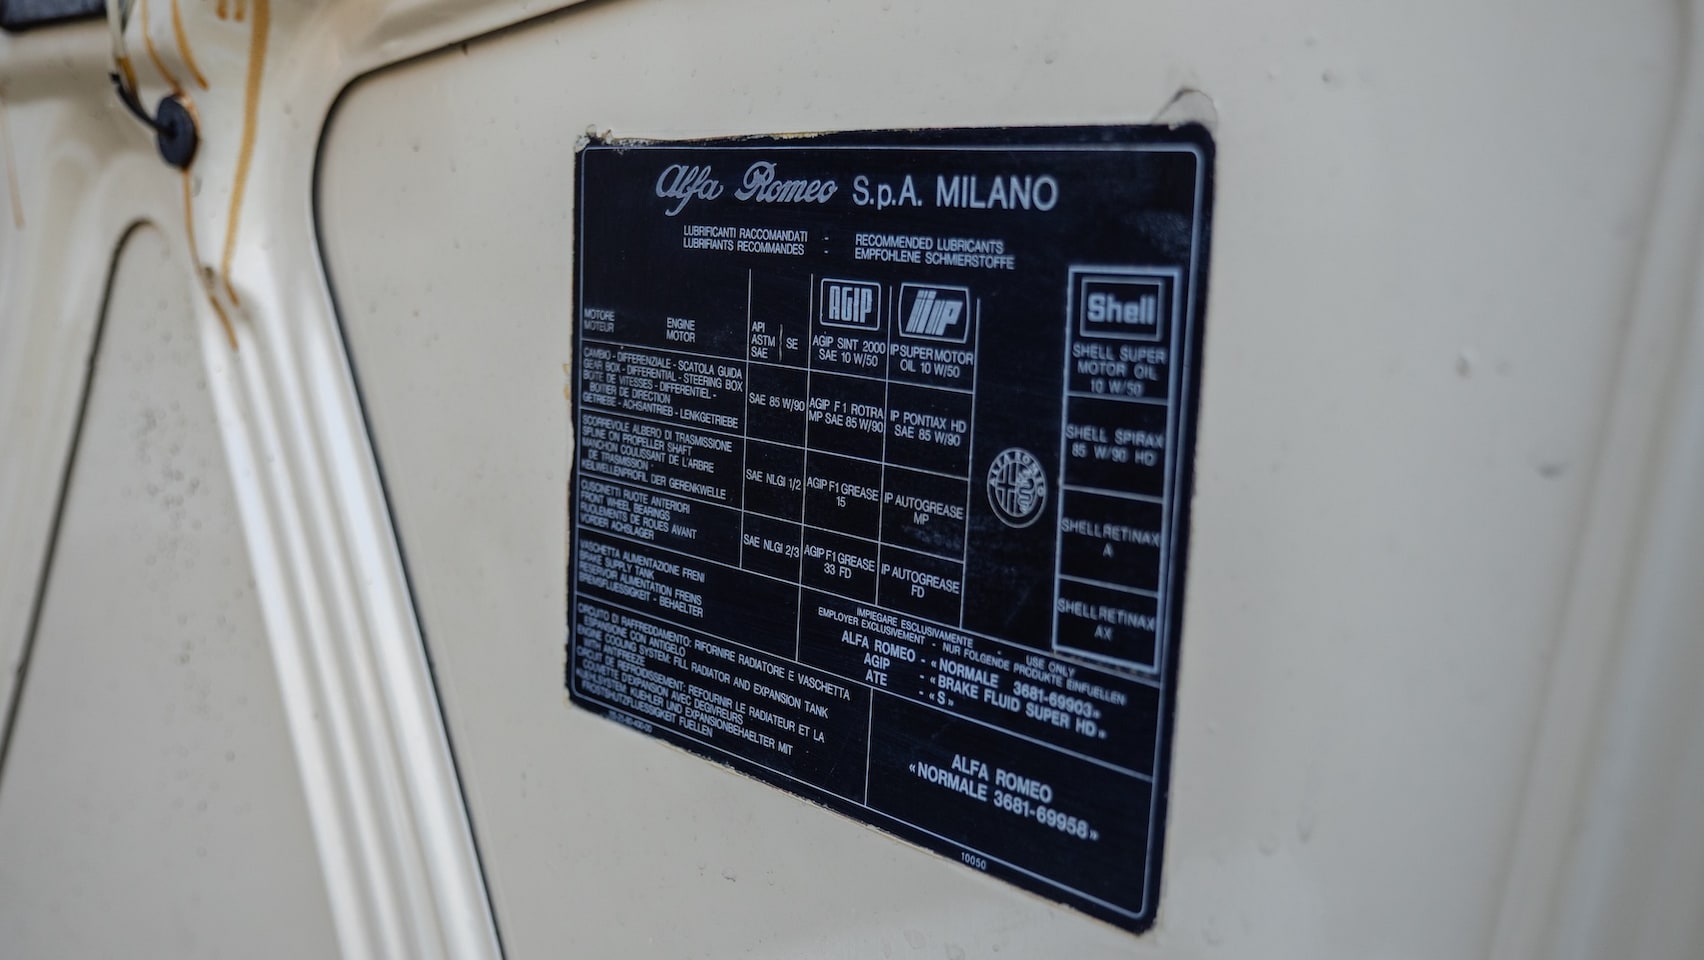 Alfa Romeo S.p.A. MILANO
LUBRIFICANTI RACCOMANDATI - RECOMMENDED LUBRICANTS
LUBRIFIANTS RECOMMANDES - EMPFOHLENE SCHMIERSTOFFE
MOTORE
MOTEUR
ENGINE
MOTOR
API
ASTM
SAE
SE
AGIP
AGIP SINT 2000
SAE 10 W/50
IP
IP SUPER MOTOR
OIL 10 W/50
Shell
SHELL SUPER
MOTOR OIL
10 W/50
CAMBIO - DIFFERENZIALE - SCATOLA GUIDA
GEAR BOX - DIFFERENTIAL - STEERING BOX
BOITE DE VITESSES - DIFFERENTIEL -
BOITIER DE DIRECTION
GETRIEBE - ACHSANTRIEB - LENKGETRIEBE
SAE 85 W/90
AGIP F1 ROTRA
MP SAE 85 W/90
IP PONTIAX HD
SAE 85 W/90
SHELL SPIRAX
85 W/90 HD
SCORREVOLE ALBERO DI TRASMISSIONE
SPLINE ON PROPELLER SHAFT
MANCHON COULISSANT DE L'ARBRE
DE TRASMISSION -
KEILWELLENPROFIL DER GERENKWELLE
SAE NLGI 1/2
AGIP F1 GREASE
15
IP AUTOGREASE
MP
ALFA ROMEO
SHELL RETINAX
A
CUSCINETTI RUOTE ANTERIORI
FRONT WHEEL BEARINGS
ROULEMENTS DE ROUES AVANT
VORDER ACHSLAGER
SAE NLGI 2/3
AGIP F1 GREASE
33 FD
IP AUTOGREASE
FD
SHELL RETINAX
AX
VASCHETTA ALIMENTAZIONE FRENI
BRAKE SUPPLY TANK
RESERVOIR ALIMENTATION FREINS
BREMSFLUESSIGKEIT - BEHAELTER
IMPIEGARE ESCLUSIVAMENTE - USE ONLY
EMPLOYER EXCLUSIVEMENT - NUR FOLGENDE PRODUKTE EINFUELLEN
ALFA ROMEO - «NORMALE 3681-69903»
AGIP - «BRAKE FLUID SUPER HD»
ATE - «S»
CIRCUITO DI RAFFREDDAMENTO: RIFORNIRE RADIATORE E VASCHETTA
ESPANSIONE CON ANTIGELO
ENGINE COOLING SYSTEM: FILL RADIATOR AND EXPANSION TANK
WITH ANTIFREEZE
CIRCUIT DE REFROIDISSEMENT: REFOURNIR LE RADIATEUR ET LA
COUVETTE D'EXPANSION AVEC DEGIVREURS
KUEHLSYSTEM: KUEHLER UND EXPANSIONBEHAELTER MIT
FROSTSHUTZFLUESSIGKEIT FUELLEN
ALFA ROMEO
«NORMALE 3681-69958»
10050